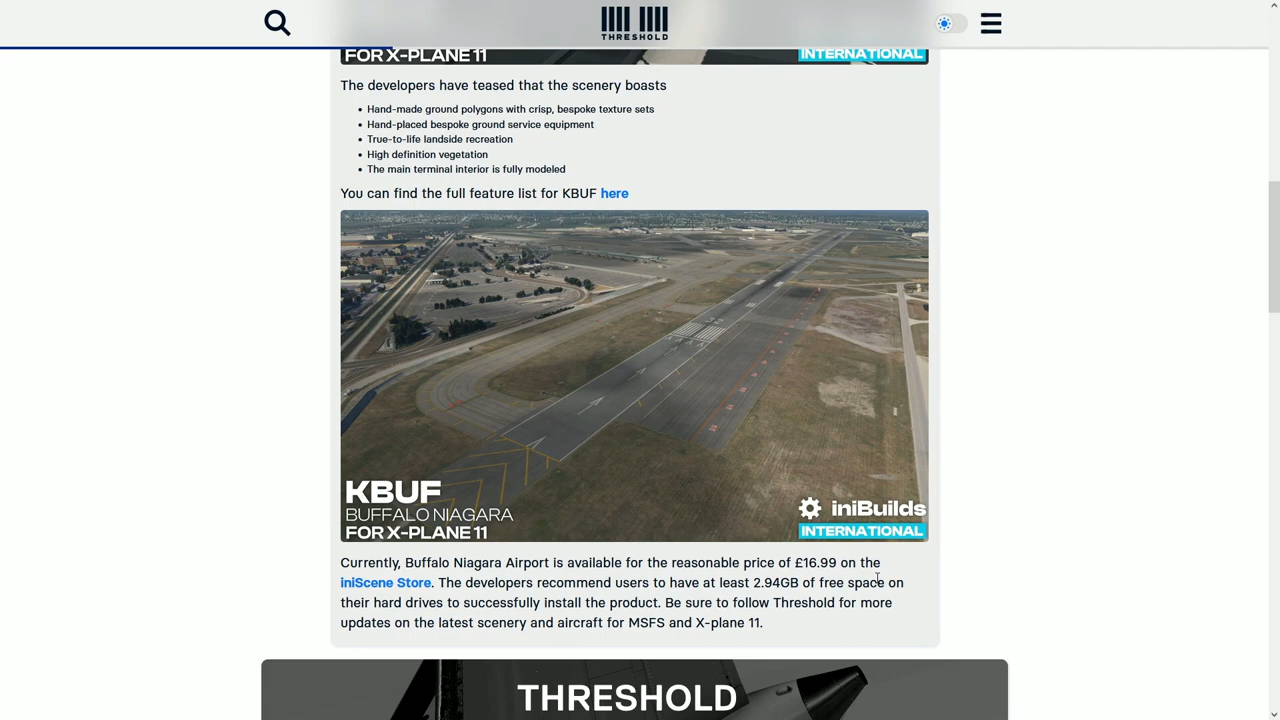 THRESHOLD
FOR X-PLANE 11
INTERNATIONAL
The developers have teased that the scenery boasts
Hand-made ground polygons with crisp, bespoke texture sets
Hand-placed bespoke ground service equipment
True-to-life landside recreation
High definition vegetation
The main terminal interior is fully modeled
You can find the full feature list for KBUF here
32
KBUF
BUFFALO NIAGARA
FOR X-PLANE 11
iniBuilds
INTERNATIONAL
Currently, Buffalo Niagara Airport is available for the reasonable price of £16.99 on the
iniScene Store. The developers recommend users to have at least 2.94GB of free space on
their hard drives to successfully install the product. Be sure to follow Threshold for more
updates on the latest scenery and aircraft for MSFS and X-plane 11.
THRESHOLD